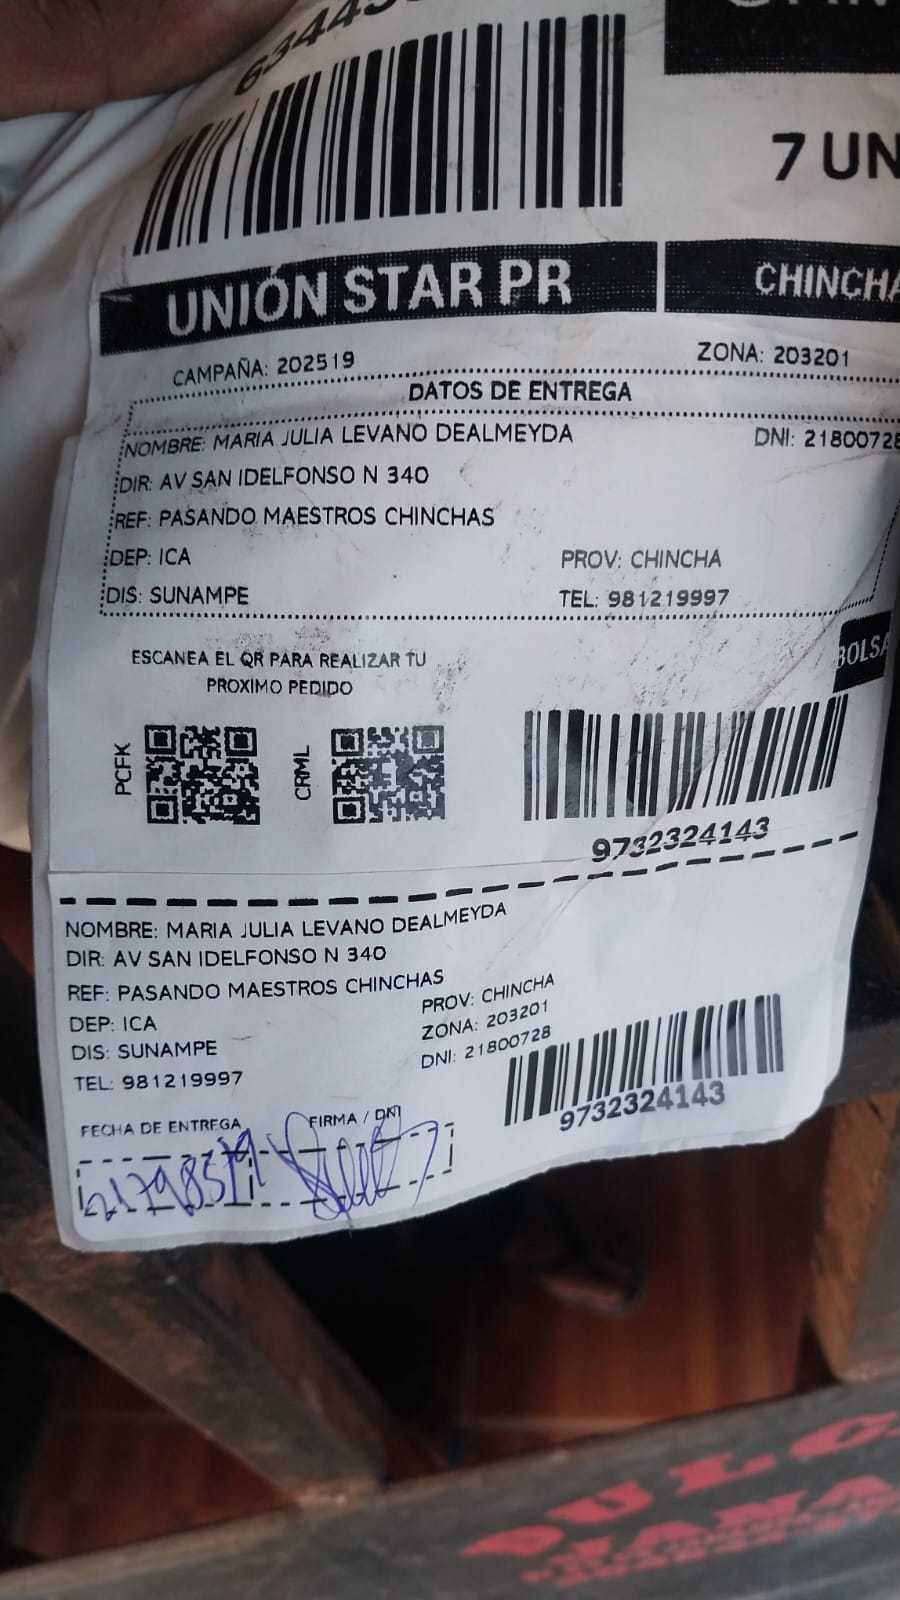 7 UN
UNIÓN STAR PR
CHINCHA
CAMPAÑA: 202519
ZONA: 203201
DATOS DE ENTREGA
NOMBRE: MARIA JULIA LEVANO DEALMEYDA
DNI: 21800728
DIR: AV SAN IDELFONSO N 340
REF: PASANDO MAESTROS CHINCHAS
DEP: ICA
PROV: CHINCHA
DIS: SUNAMPE
TEL: 981219997
BOLSA
ESCANEA EL QR PARA REALIZAR TU
PROXIMO PEDIDO
PCFK
CRML
9732324143
NOMBRE: MARIA JULIA LEVANO DEALMEYDA
DIR: AV SAN IDELFONSO N 340
REF: PASANDO MAESTROS CHINCHAS
DEP: ICA
PROV: CHINCHA
DIS: SUNAMPE
ZONA: 203201
TEL: 981219997
DNI: 21800728
9732324143
FECHA DE ENTREGA
FIRMA / DNI